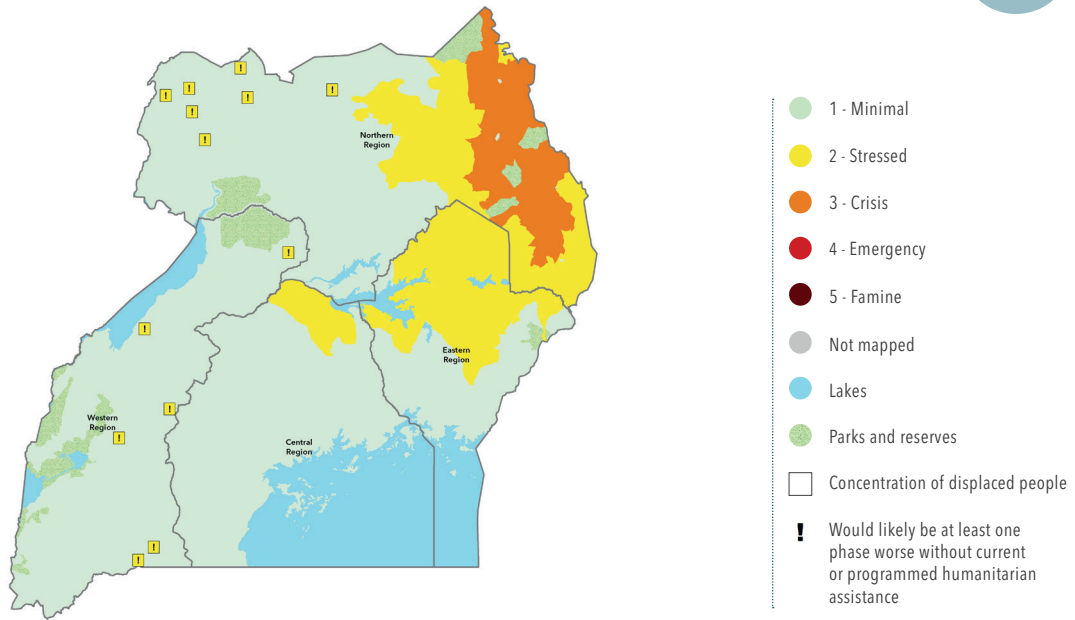 !
!
!
!
!
!
!
Northern
Region
!
!
Eastern
Region
!
Western
Region
!
Central
Region
!
!
1 - Minimal
2 - Stressed
3 - Crisis
4 - Emergency
5 - Famine
Not mapped
Lakes
Parks and reserves
Concentration of displaced people
! Would likely be at least one
phase worse without current
or programmed humanitarian
assistance